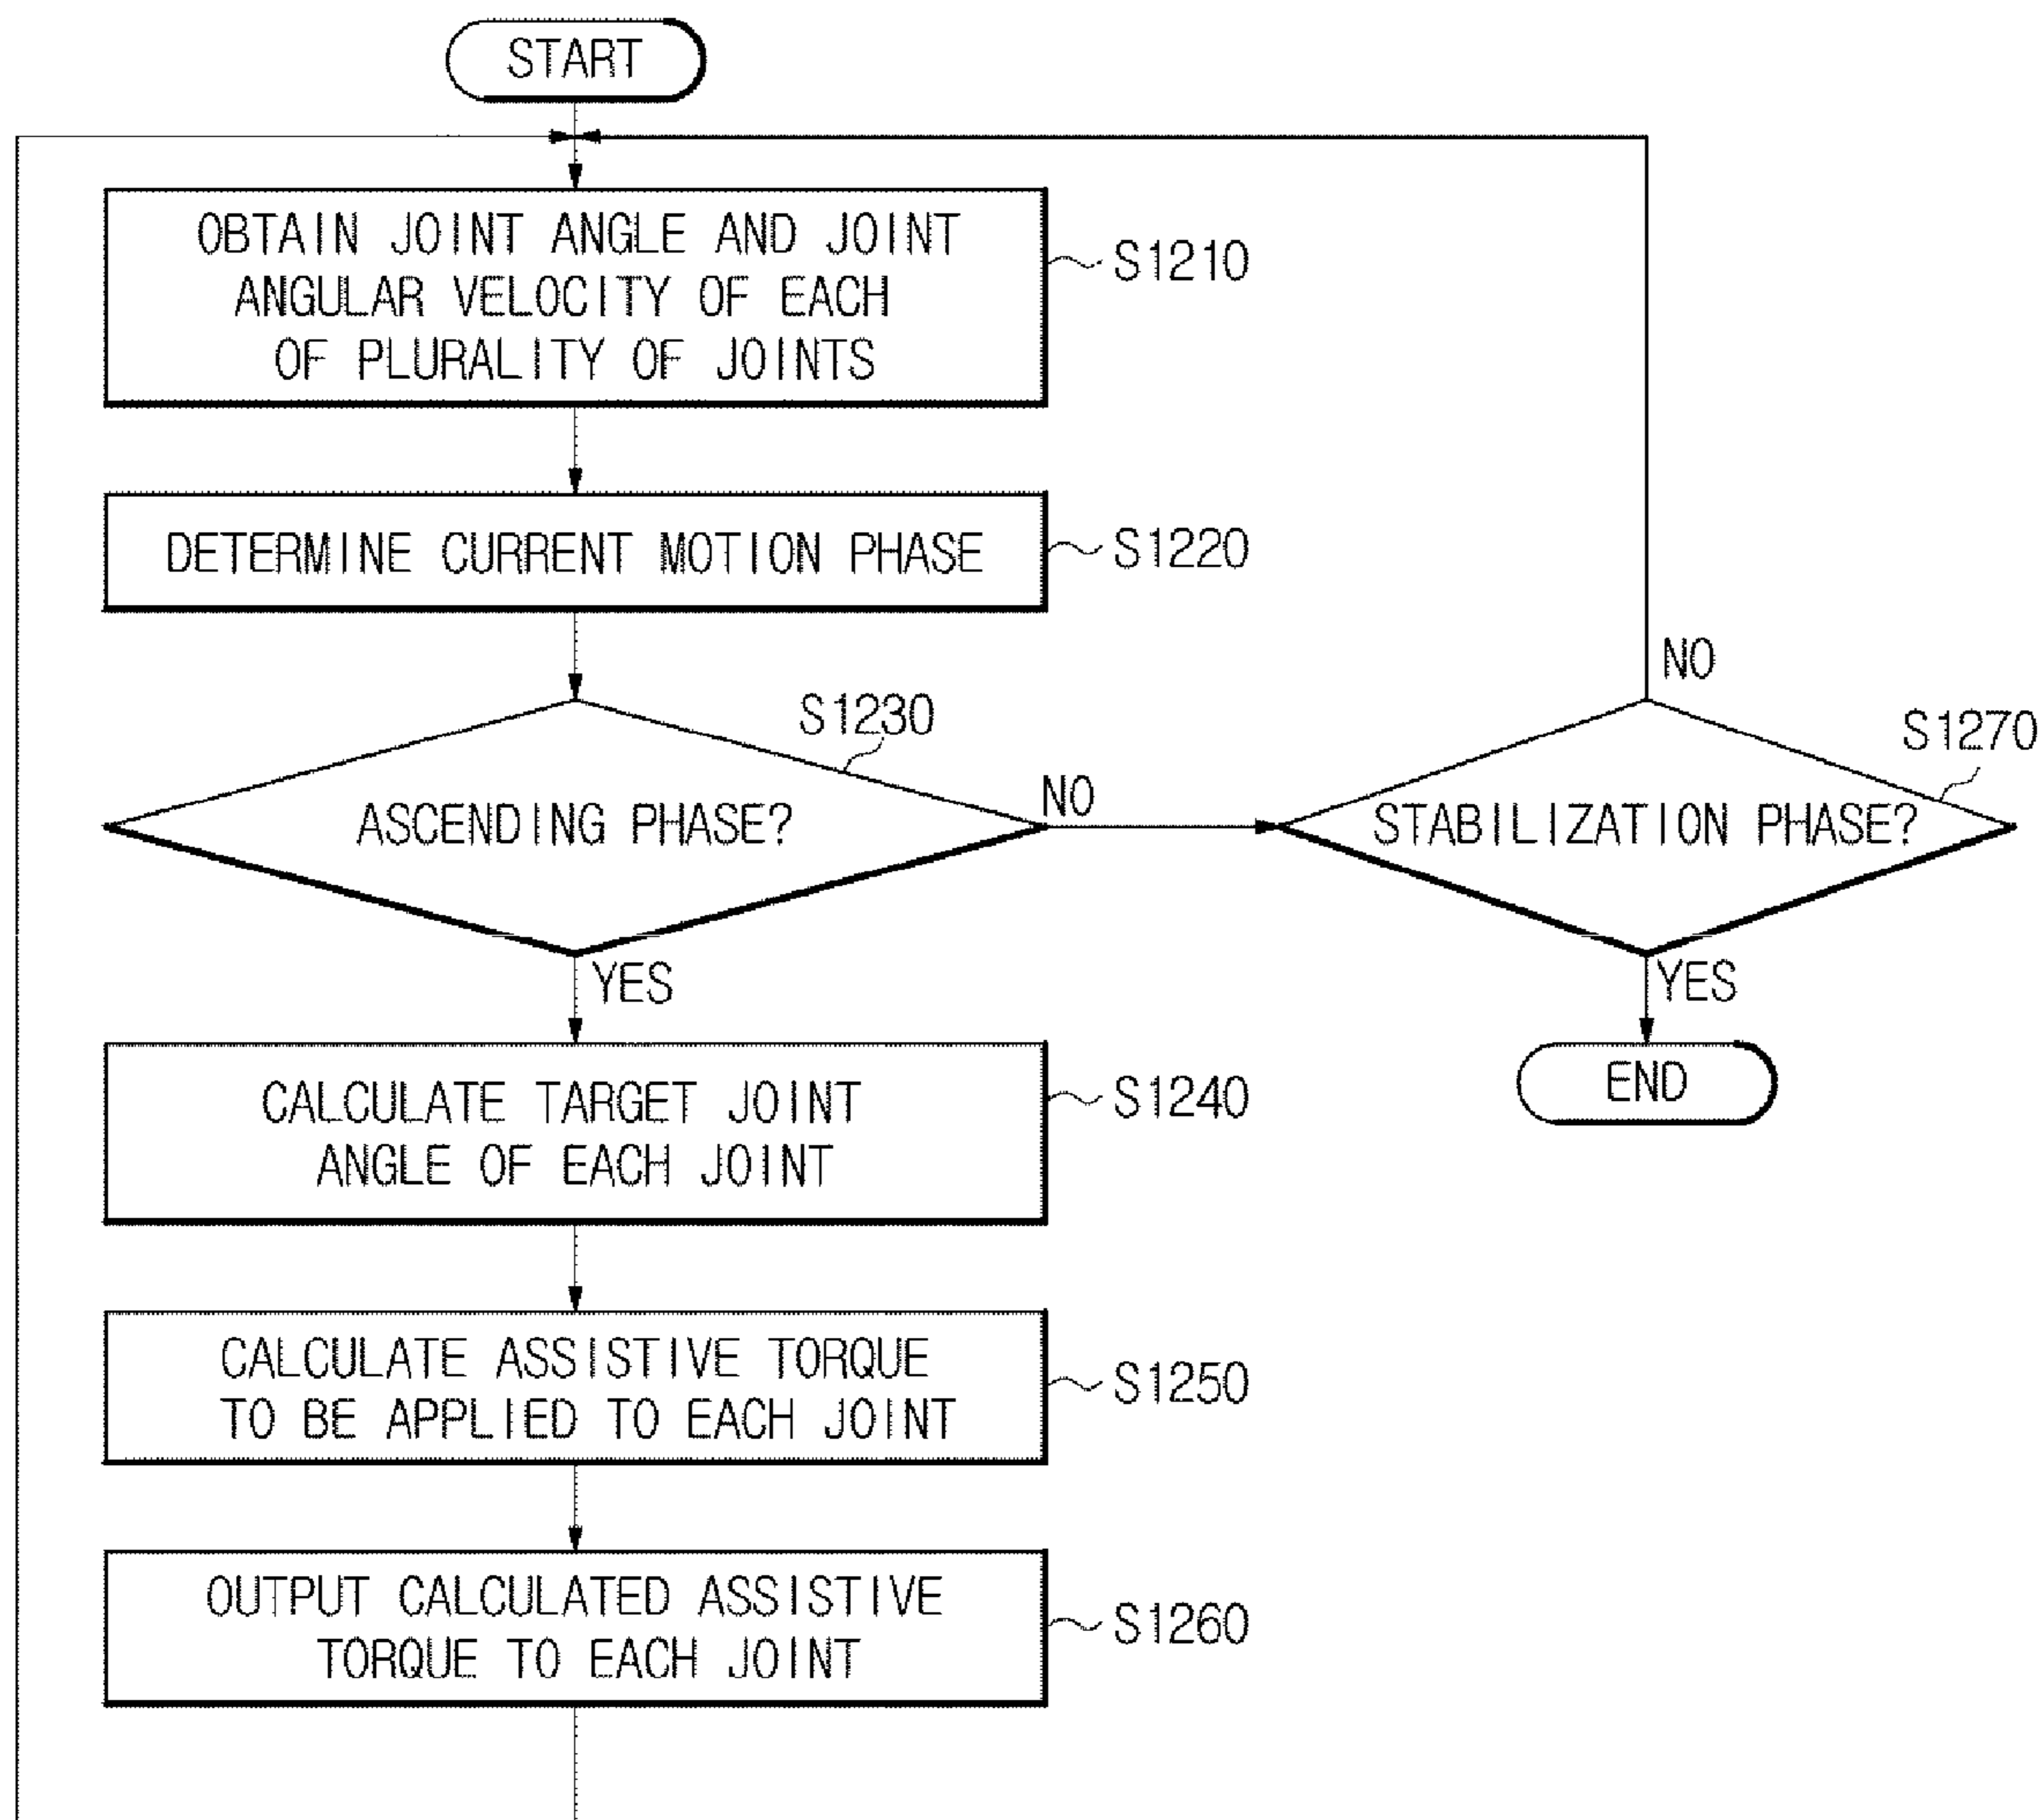 START
OBTAIN JOINT ANGLE AND JOINT
ANGULAR VELOCITY OF EACH
OF PLURALITY OF JOINTS
S1210
DETERMINE CURRENT MOTION PHASE
S1220
S1230
ASCENDING PHASE?
NO
YES
NO
S1270
STABILIZATION PHASE?
YES
END
CALCULATE TARGET JOINT
ANGLE OF EACH JOINT
S1240
CALCULATE ASSISTIVE TORQUE
TO BE APPLIED TO EACH JOINT
S1250
OUTPUT CALCULATED ASSISTIVE
TORQUE TO EACH JOINT
S1260